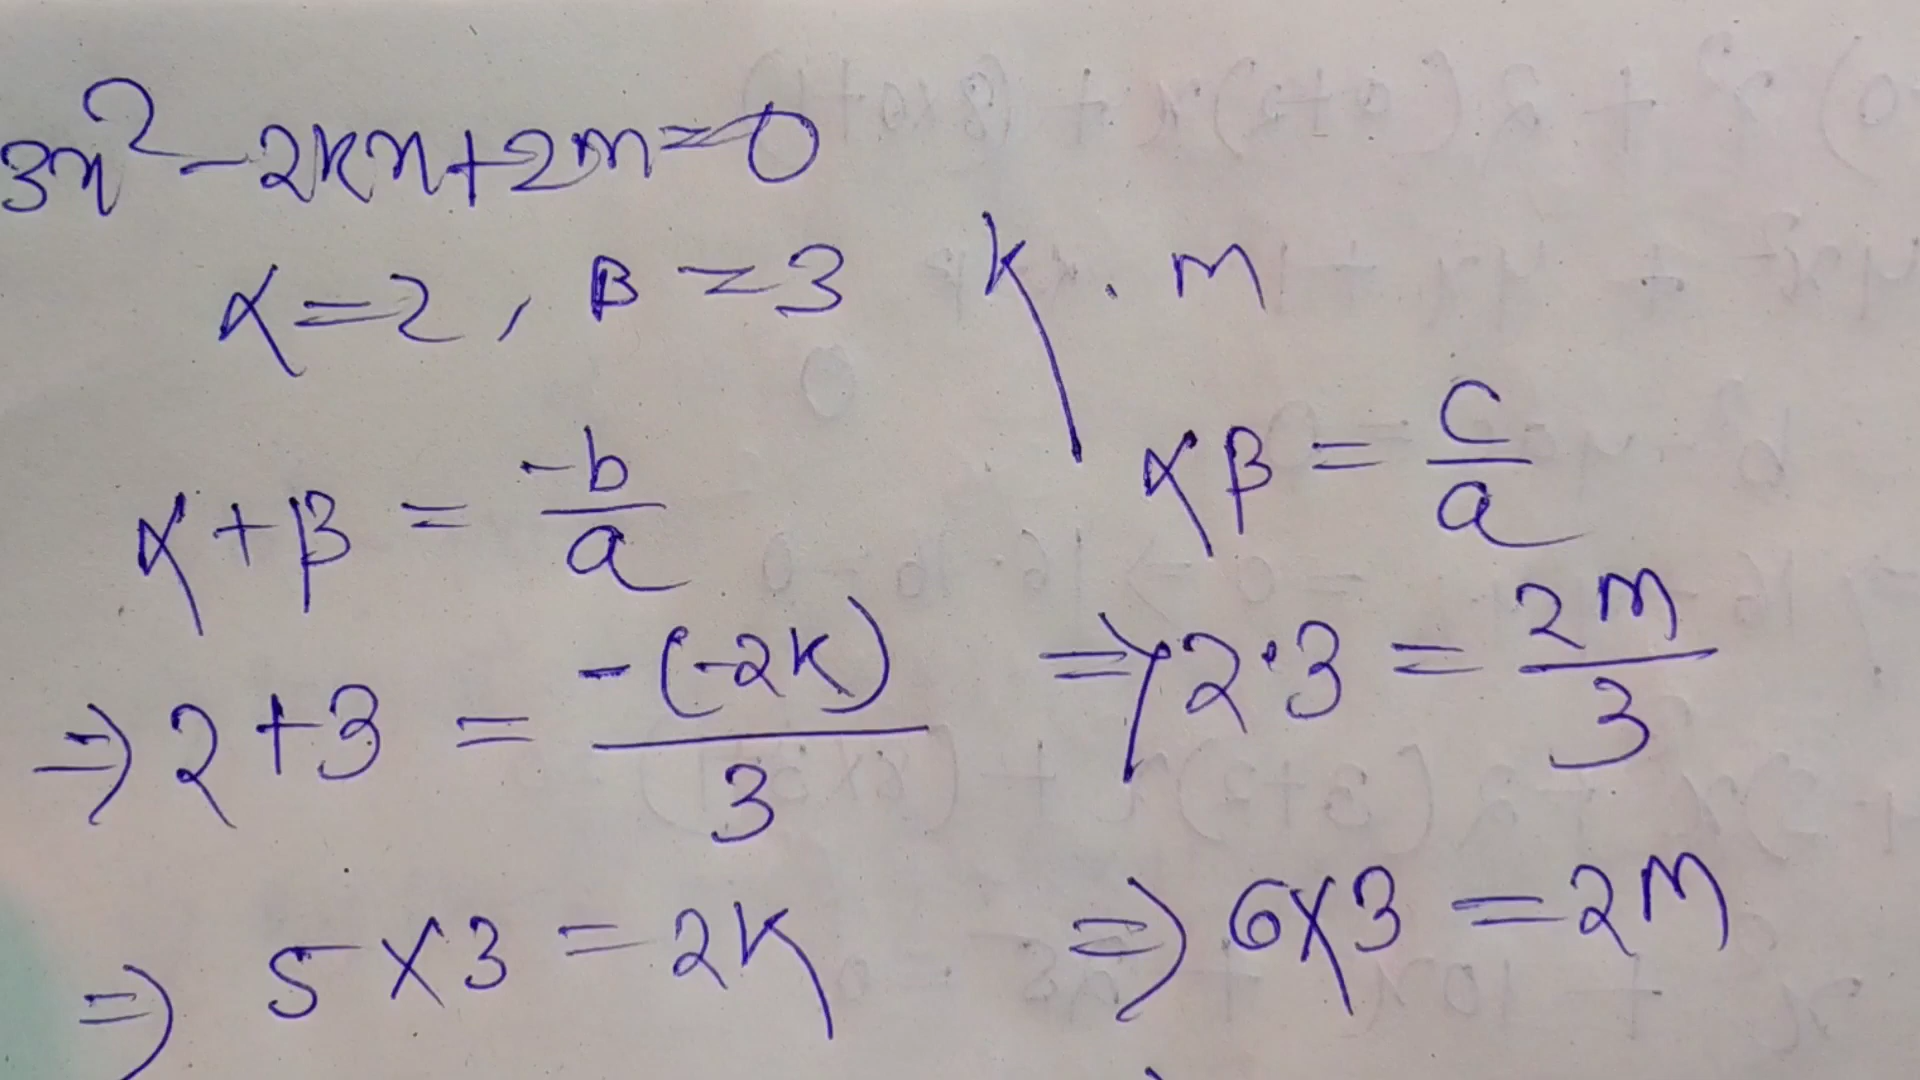 3x² - 2kx + 2m = 0
α = 2, β = 3 k . m
α + β = -b/a
αβ = c/a
⇒ 2 + 3 = -(-2k)/3
⇒ 2·3 = 2m/3
⇒ 5 × 3 = 2k
⇒ 6 × 3 = 2m